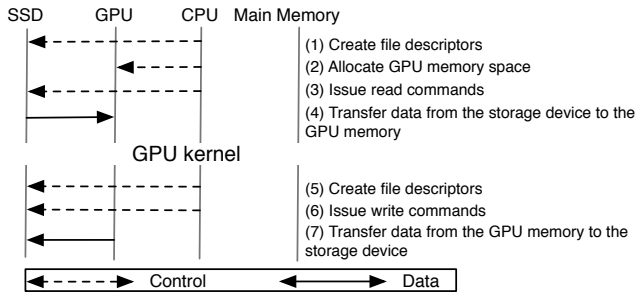 SSD GPU CPU Main Memory
(1) Create file descriptors
(2) Allocate GPU memory space
(3) Issue read commands
(4) Transfer data from the storage device to the
GPU memory
GPU kernel
(5) Create file descriptors
(6) Issue write commands
(7) Transfer data from the GPU memory to the
storage device
Control Data